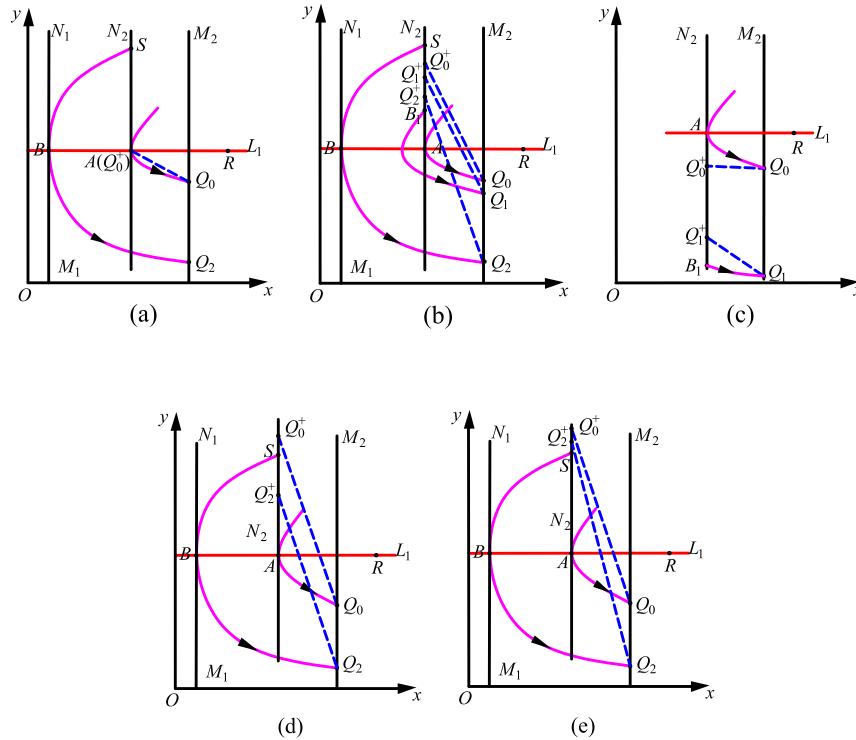 y
N₁
N₂
M₂
S
B
A(Q₀⁺)
R
L₁
Q₀
Q₂
M₁
O
x
(a)
y
N₁
N₂
M₂
S
Q₀⁺
Q₁⁺
Q₂⁺
B₁
B
A
R
L₁
Q₀
Q₁
Q₂
M₁
O
x
(b)
y
N₂
M₂
A
R
L₁
Q₀⁺
Q₀
Q₁⁺
B₁
Q₁
O
x
(c)
y
N₁
Q₀⁺
M₂
S
Q₂⁺
N₂
B
A
R
L₁
Q₀
Q₂
M₁
O
x
(d)
y
N₁
Q₀⁺
Q₂⁺
M₂
S
N₂
B
A
R
L₁
Q₀
Q₂
M₁
O
x
(e)